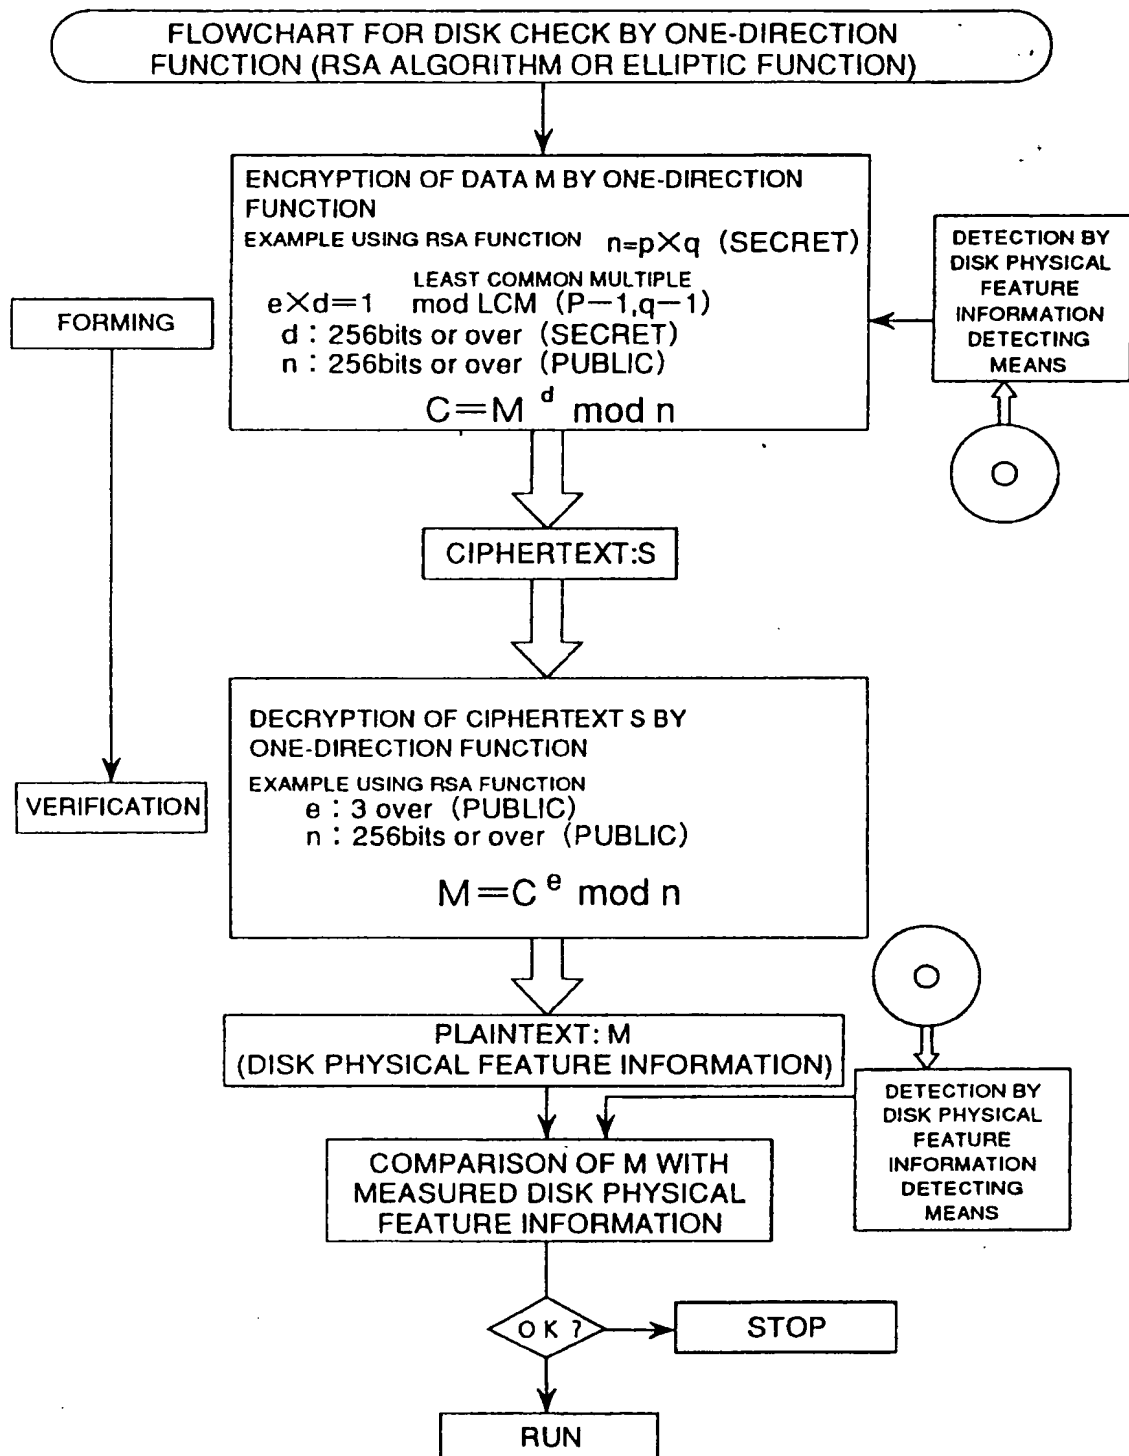 FLOWCHART FOR DISK CHECK BY ONE-DIRECTION
FUNCTION (RSA ALGORITHM OR ELLIPTIC FUNCTION)
ENCRYPTION OF DATA M BY ONE-DIRECTION
FUNCTION
EXAMPLE USING RSA FUNCTION n=p×q (SECRET)
LEAST COMMON MULTIPLE
e×d=1 mod LCM (P-1,q-1)
d : 256bits or over (SECRET)
n : 256bits or over (PUBLIC)
C=M^d mod n
DETECTION BY
DISK PHYSICAL
FEATURE
INFORMATION
DETECTING
MEANS
FORMING
CIPHERTEXT:S
DECRYPTION OF CIPHERTEXT S BY
ONE-DIRECTION FUNCTION
EXAMPLE USING RSA FUNCTION
e : 3 over (PUBLIC)
n : 256bits or over (PUBLIC)
M=C^e mod n
VERIFICATION
PLAINTEXT: M
(DISK PHYSICAL FEATURE INFORMATION)
DETECTION BY
DISK PHYSICAL
FEATURE
INFORMATION
DETECTING
MEANS
COMPARISON OF M WITH
MEASURED DISK PHYSICAL
FEATURE INFORMATION
OK?
STOP
RUN